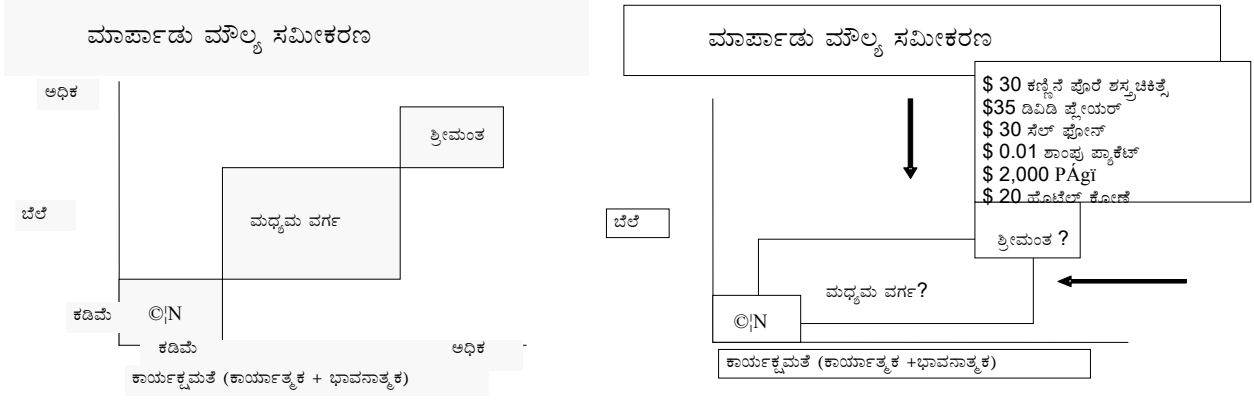 ಮಾರ್ಪಾಡು ಮೌಲ್ಯ ಸಮೀಕರಣ
ಅಧಿಕ
ಶ್ರೀಮಂತ
ಬೆಲೆ
ಮಧ್ಯಮ ವರ್ಗ
ಕಡಿಮೆ
©¦N
ಕಡಿಮೆ
ಅಧಿಕ
ಕಾರ್ಯಕ್ಷಮತೆ (ಕಾರ್ಯಾತ್ಮಕ + ಭಾವನಾತ್ಮಕ)
ಮಾರ್ಪಾಡು ಮೌಲ್ಯ ಸಮೀಕರಣ
$ 30 ಕಣ್ಣಿನ ಪೊರೆ ಶಸ್ತ್ರಚಿಕಿತ್ಸೆ
$35 ಡಿವಿಡಿ ಪ್ಲೇಯರ್
$ 30 ಸೆಲ್ ಫೋನ್
$ 0.01 ಶಾಂಪು ಪ್ಯಾಕೆಟ್
$ 2,000 PÁgï
$ 20 ಹೊಟೆಲ್ ಕೋಣೆ
ಬೆಲೆ
ಶ್ರೀಮಂತ ?
ಮಧ್ಯಮ ವರ್ಗ?
©¦N
ಕಾರ್ಯಕ್ಷಮತೆ (ಕಾರ್ಯಾತ್ಮಕ +ಭಾವನಾತ್ಮಕ)